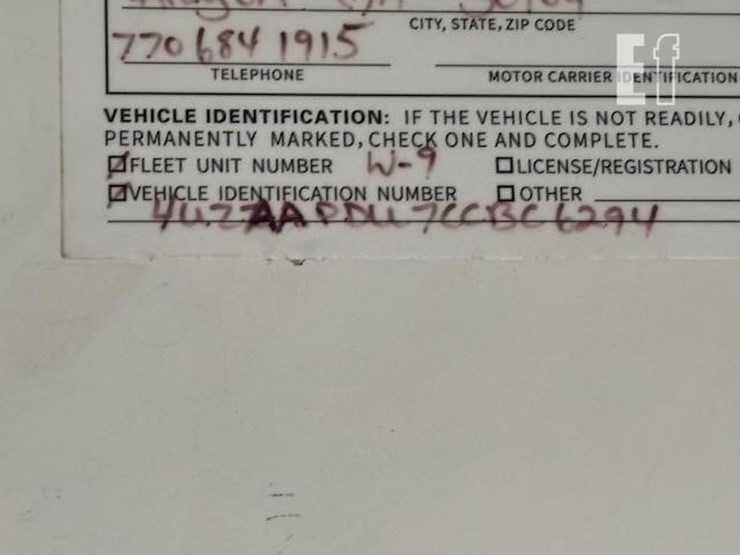 Ef
CITY, STATE, ZIP CODE
770 684 1915
TELEPHONE MOTOR CARRIER IDENTIFICATION
VEHICLE IDENTIFICATION: IF THE VEHICLE IS NOT READILY,
PERMANENTLY MARKED, CHECK ONE AND COMPLETE.
FLEET UNIT NUMBER W-9 LICENSE/REGISTRATION
VEHICLE IDENTIFICATION NUMBER OTHER
4UZAAPDU7CCBC6294